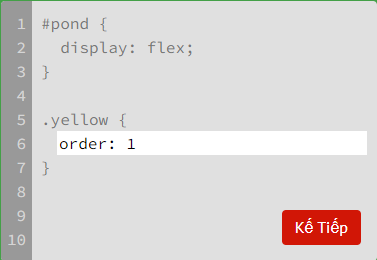 1 #pond {
2   display: flex;
3 }
4
5 .yellow {
6   order: 1
7 }
8
9
10
Kế Tiếp